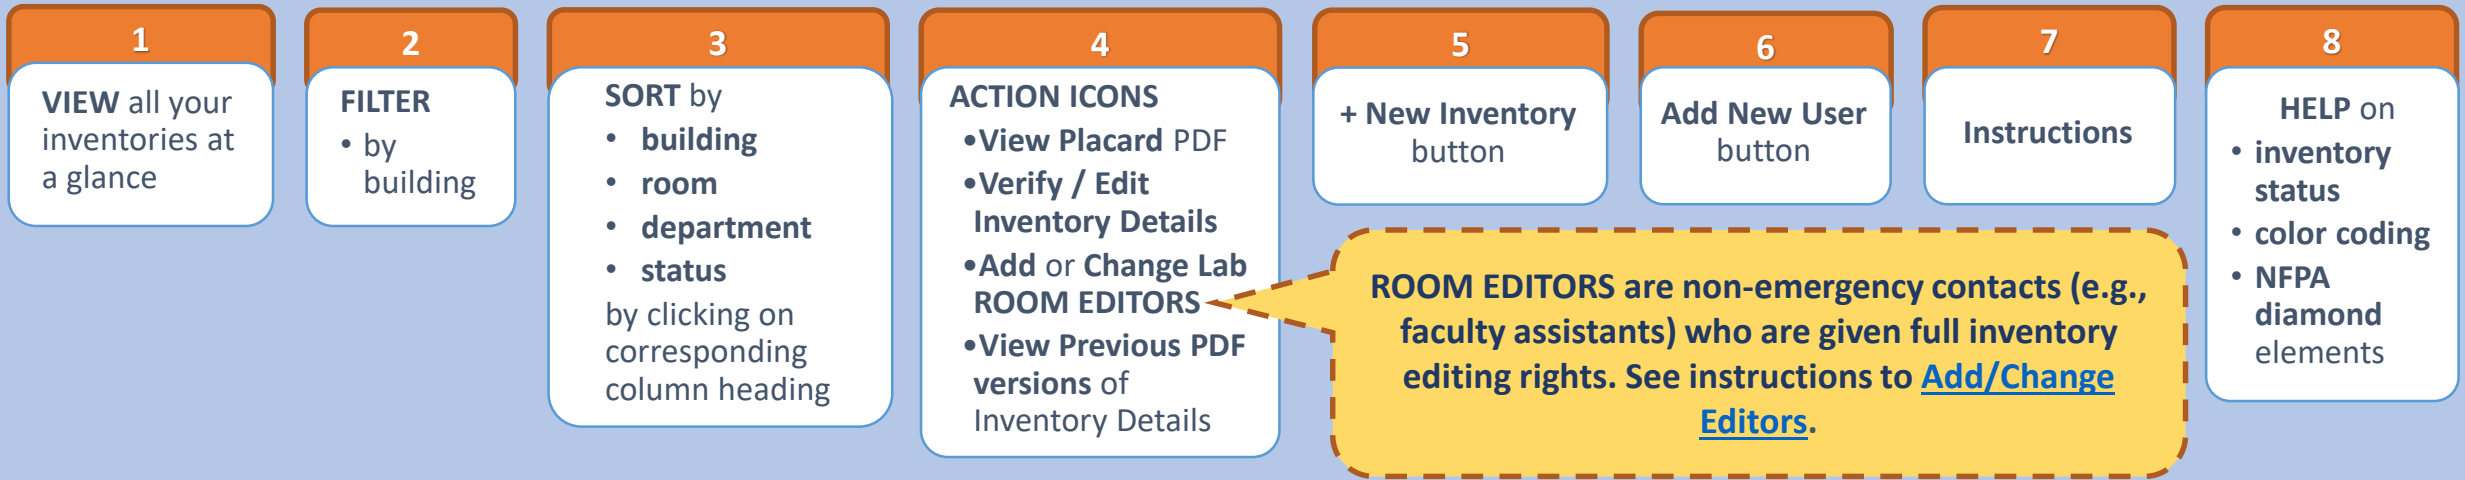 1
VIEW all your
inventories at
a glance
2
FILTER
• by
building
3
SORT by
• building
• room
• department
• status
by clicking on
corresponding
column heading
4
ACTION ICONS
•View Placard PDF
•Verify / Edit
Inventory Details
•Add or Change Lab
ROOM EDITORS
•View Previous PDF
versions of
Inventory Details
5
+ New Inventory
button
6
Add New User
button
7
Instructions
8
HELP on
• inventory
status
• color coding
• NFPA
diamond
elements
ROOM EDITORS are non-emergency contacts (e.g.,
faculty assistants) who are given full inventory
editing rights. See instructions to Add/Change
Editors.